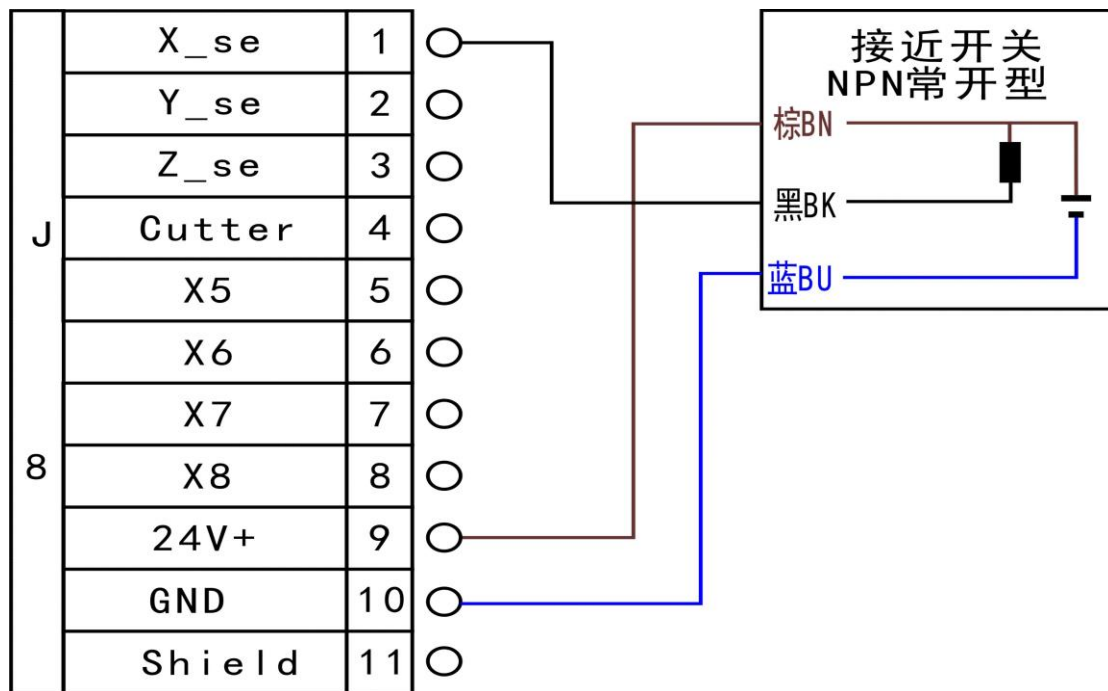 X_se 1
Y_se 2
Z_se 3
J
Cutter 4
X5 5
X6 6
X7 7
8
X8 8
24V+ 9
GND 10
Shield 11
接近开关
NPN常开型
棕BN
黑BK
蓝BU